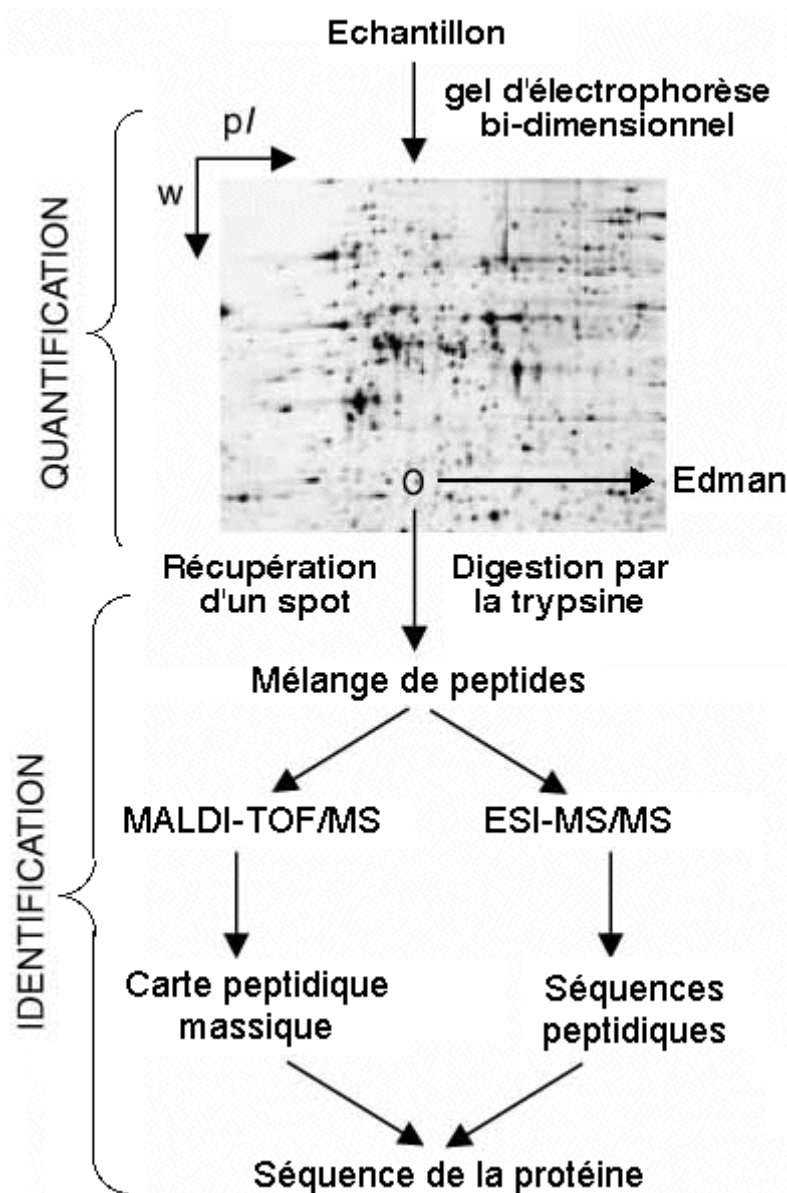 Echantillon
gel d'électrophorèse
bi-dimensionnel
pI
w
QUANTIFICATION
O
Edman
Récupération
d'un spot
Digestion par
la trypsine
Mélange de peptides
MALDI-TOF/MS
ESI-MS/MS
IDENTIFICATION
Carte peptidique
massique
Séquences
peptidiques
Séquence de la protéine